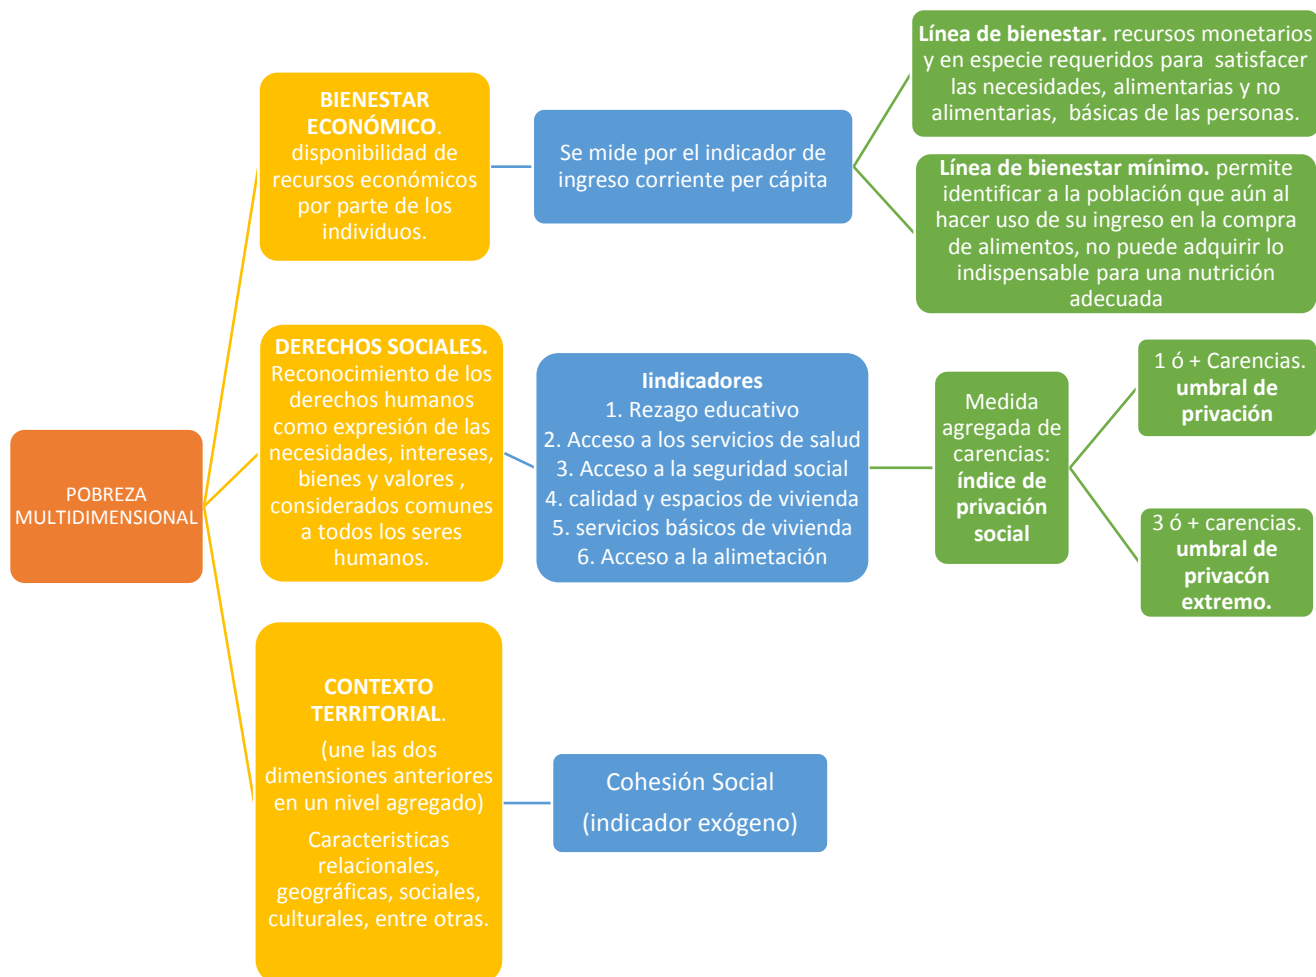 POBREZA
MULTIDIMENSIONAL
BIENESTAR
ECONÓMICO.
disponibilidad de
recursos económicos
por parte de los
individuos.
Se mide por el indicador de
ingreso corriente per cápita
Línea de bienestar. recursos monetarios
y en especie requeridos para satisfacer
las necesidades, alimentarias y no
alimentarias, básicas de las personas.
Línea de bienestar mínimo. permite
identificar a la población que aún al
hacer uso de su ingreso en la compra
de alimentos, no puede adquirir lo
indispensable para una nutrición
adecuada
DERECHOS SOCIALES.
Reconocimiento de los
derechos humanos
como expresión de las
necesidades, intereses,
bienes y valores ,
considerados comunes
a todos los seres
humanos.
Iindicadores
1. Rezago educativo
2. Acceso a los servicios de salud
3. Acceso a la seguridad social
4. calidad y espacios de vivienda
5. servicios básicos de vivienda
6. Acceso a la alimetación
Medida
agregada de
carencias:
índice de
privación
social
1 ó + Carencias.
umbral de
privación
3 ó + carencias.
umbral de
privacón
extremo.
CONTEXTO
TERRITORIAL.
(une las dos
dimensiones anteriores
en un nivel agregado)
Caracteristicas
relacionales,
geográficas, sociales,
culturales, entre otras.
Cohesión Social
(indicador exógeno)